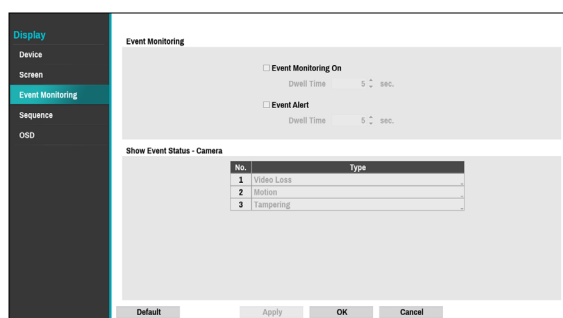 Display
Device
Screen
Event Monitoring
Sequence
OSD
Event Monitoring
Event Monitoring On
Dwell Time 5 sec.
Event Alert
Dwell Time 5 sec.
Show Event Status - Camera
No. Type
1 Video Loss
2 Motion
3 Tampering
Default Apply OK Cancel